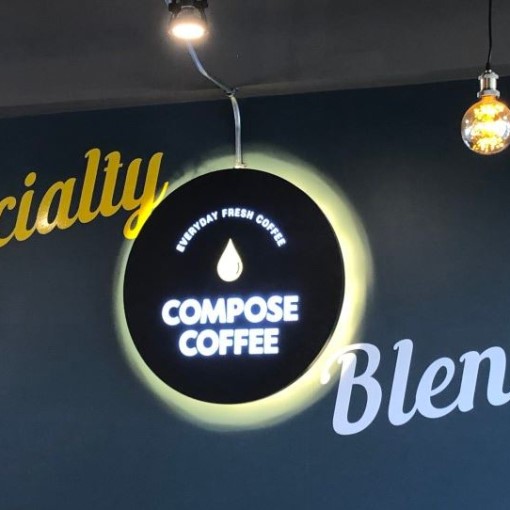 cialty
EVERYDAY FRESH COFFEE
COMPOSE
COFFEE
Blen